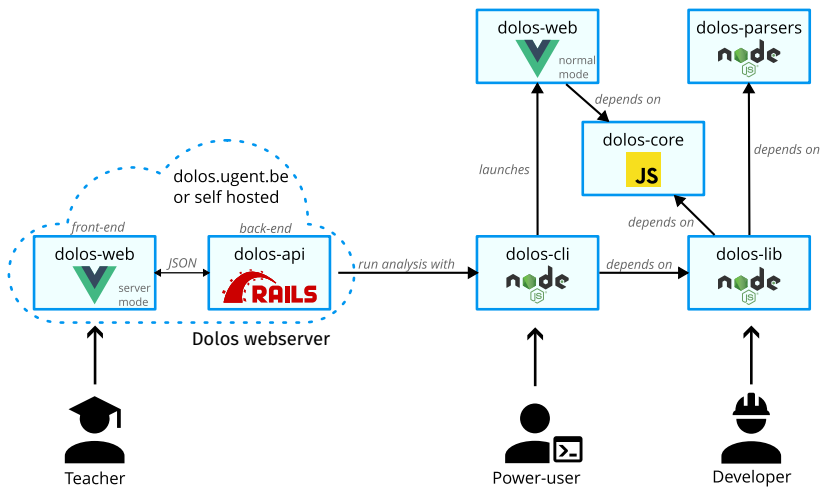 dolos-web
normal
mode
dolos-parsers
node
JS
depends on
dolos-core
JS
launches
depends on
depends on
dolos.ugent.be
or self hosted
front-end
back-end
dolos-web
server
mode
JSON
dolos-api
RAILS
run analysis with
dolos-cli
node
JS
depends on
dolos-lib
node
JS
Dolos webserver
Teacher
Power-user
Developer